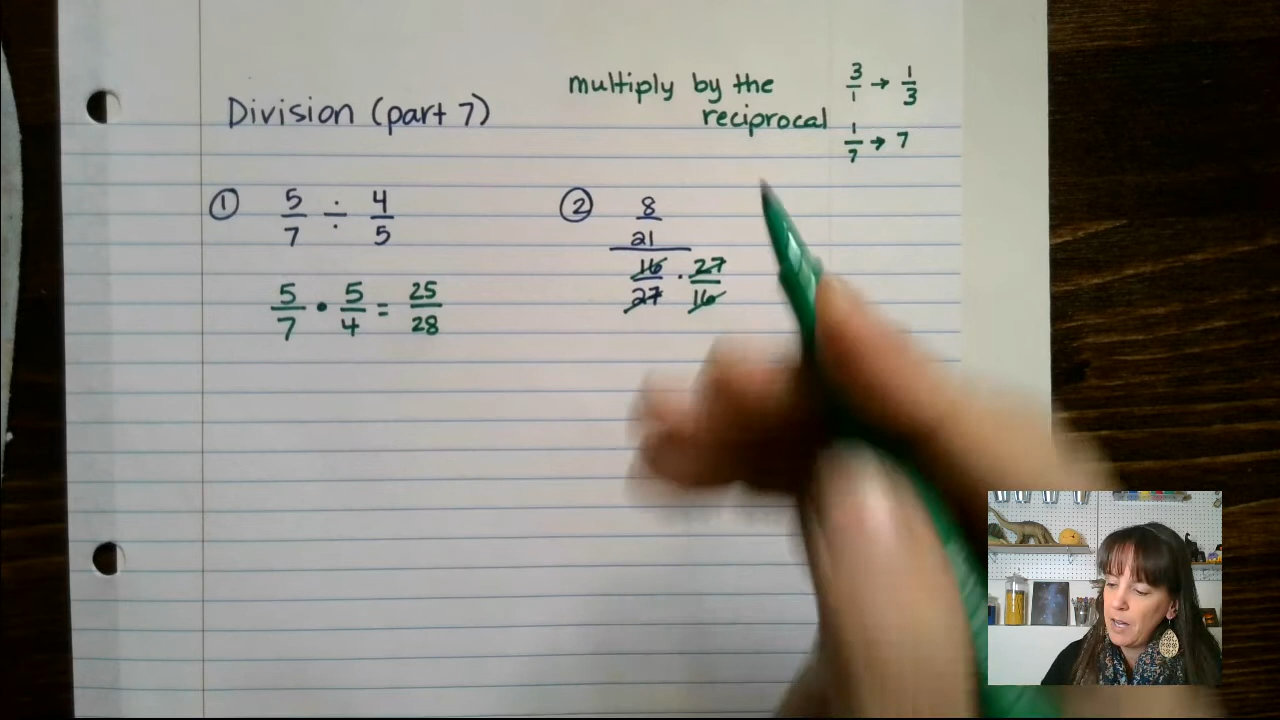 Division (part 7)
multiply by the
reciprocal
3/1 → 1/3
1/7 → 7
① 5/7 ÷ 4/5
5/7 • 5/4 = 25/28
② 8
21
16/27 · 27/16